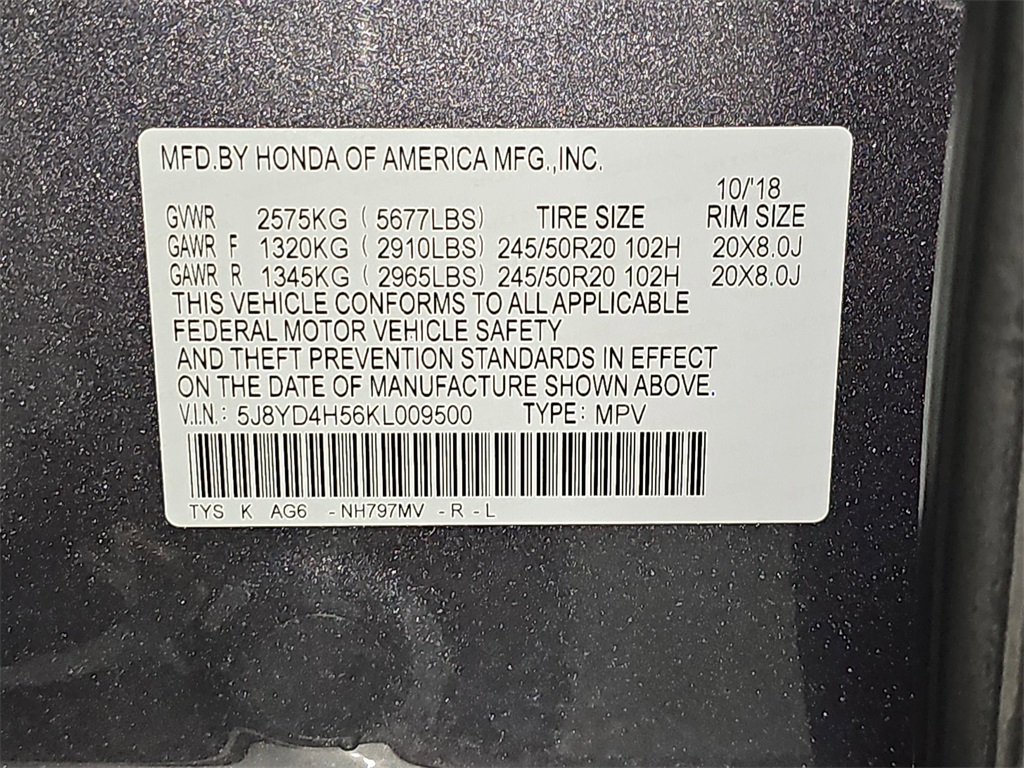 MFD.BY HONDA OF AMERICA MFG.,INC.
10/'18
GVWR 2575KG (5677LBS) TIRE SIZE RIM SIZE
GAWR F 1320KG (2910LBS) 245/50R20 102H 20X8.0J
GAWR R 1345KG (2965LBS) 245/50R20 102H 20X8.0J
THIS VEHICLE CONFORMS TO ALL APPLICABLE
FEDERAL MOTOR VEHICLE SAFETY
AND THEFT PREVENTION STANDARDS IN EFFECT
ON THE DATE OF MANUFACTURE SHOWN ABOVE.
V.I.N.: 5J8YD4H56KL009500 TYPE: MPV
TYS K AG6 -NH797MV -R-L